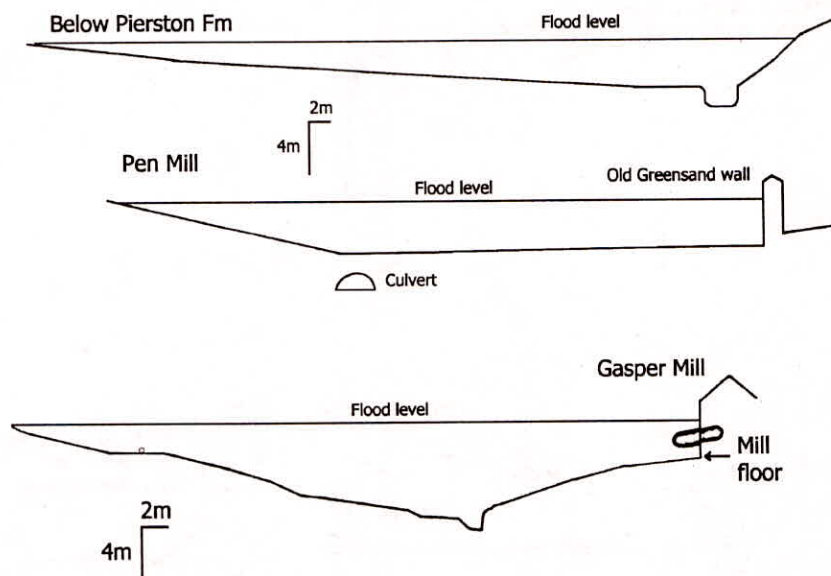 Below Pierston Fm
Flood level
2m
4m
Pen Mill
Flood level
Old Greensand wall
Culvert
Gasper Mill
Flood level
Mill
floor
2m
4m